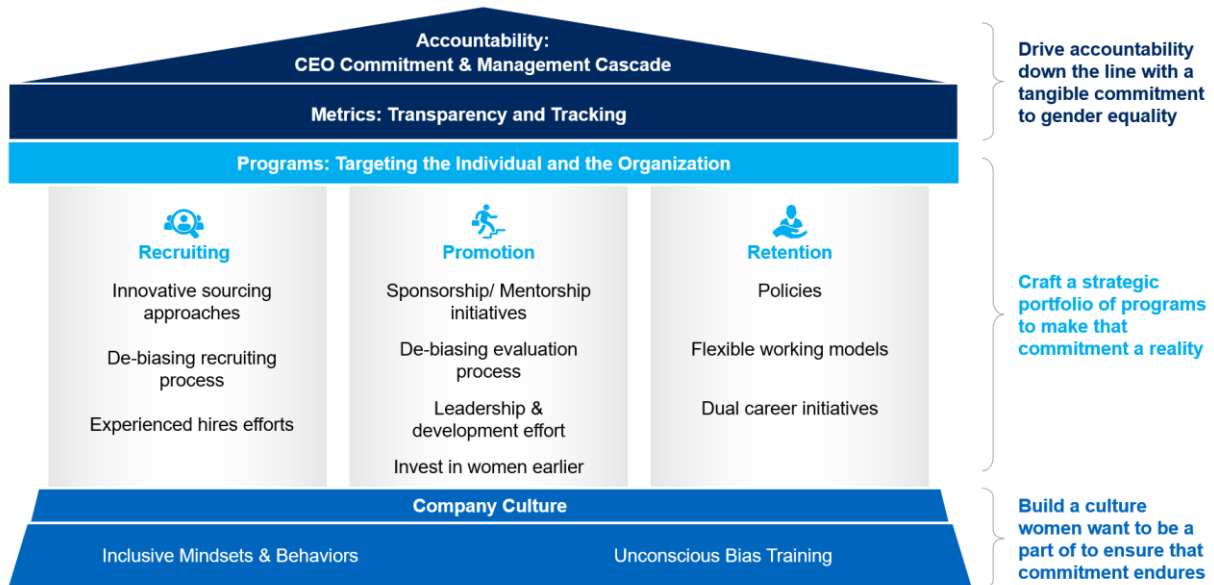 Accountability:
CEO Commitment & Management Cascade
Metrics: Transparency and Tracking
Drive accountability
down the line with a
tangible commitment
to gender equality
Programs: Targeting the Individual and the Organization
Recruiting
Innovative sourcing
approaches
De-biasing recruiting
process
Experienced hires efforts
Promotion
Sponsorship/ Mentorship
initiatives
De-biasing evaluation
process
Leadership &
development effort
Invest in women earlier
Retention
Policies
Flexible working models
Dual career initiatives
Craft a strategic
portfolio of programs
to make that
commitment a reality
Company Culture
Inclusive Mindsets & Behaviors
Unconscious Bias Training
Build a culture
women want to be a
part of to ensure that
commitment endures